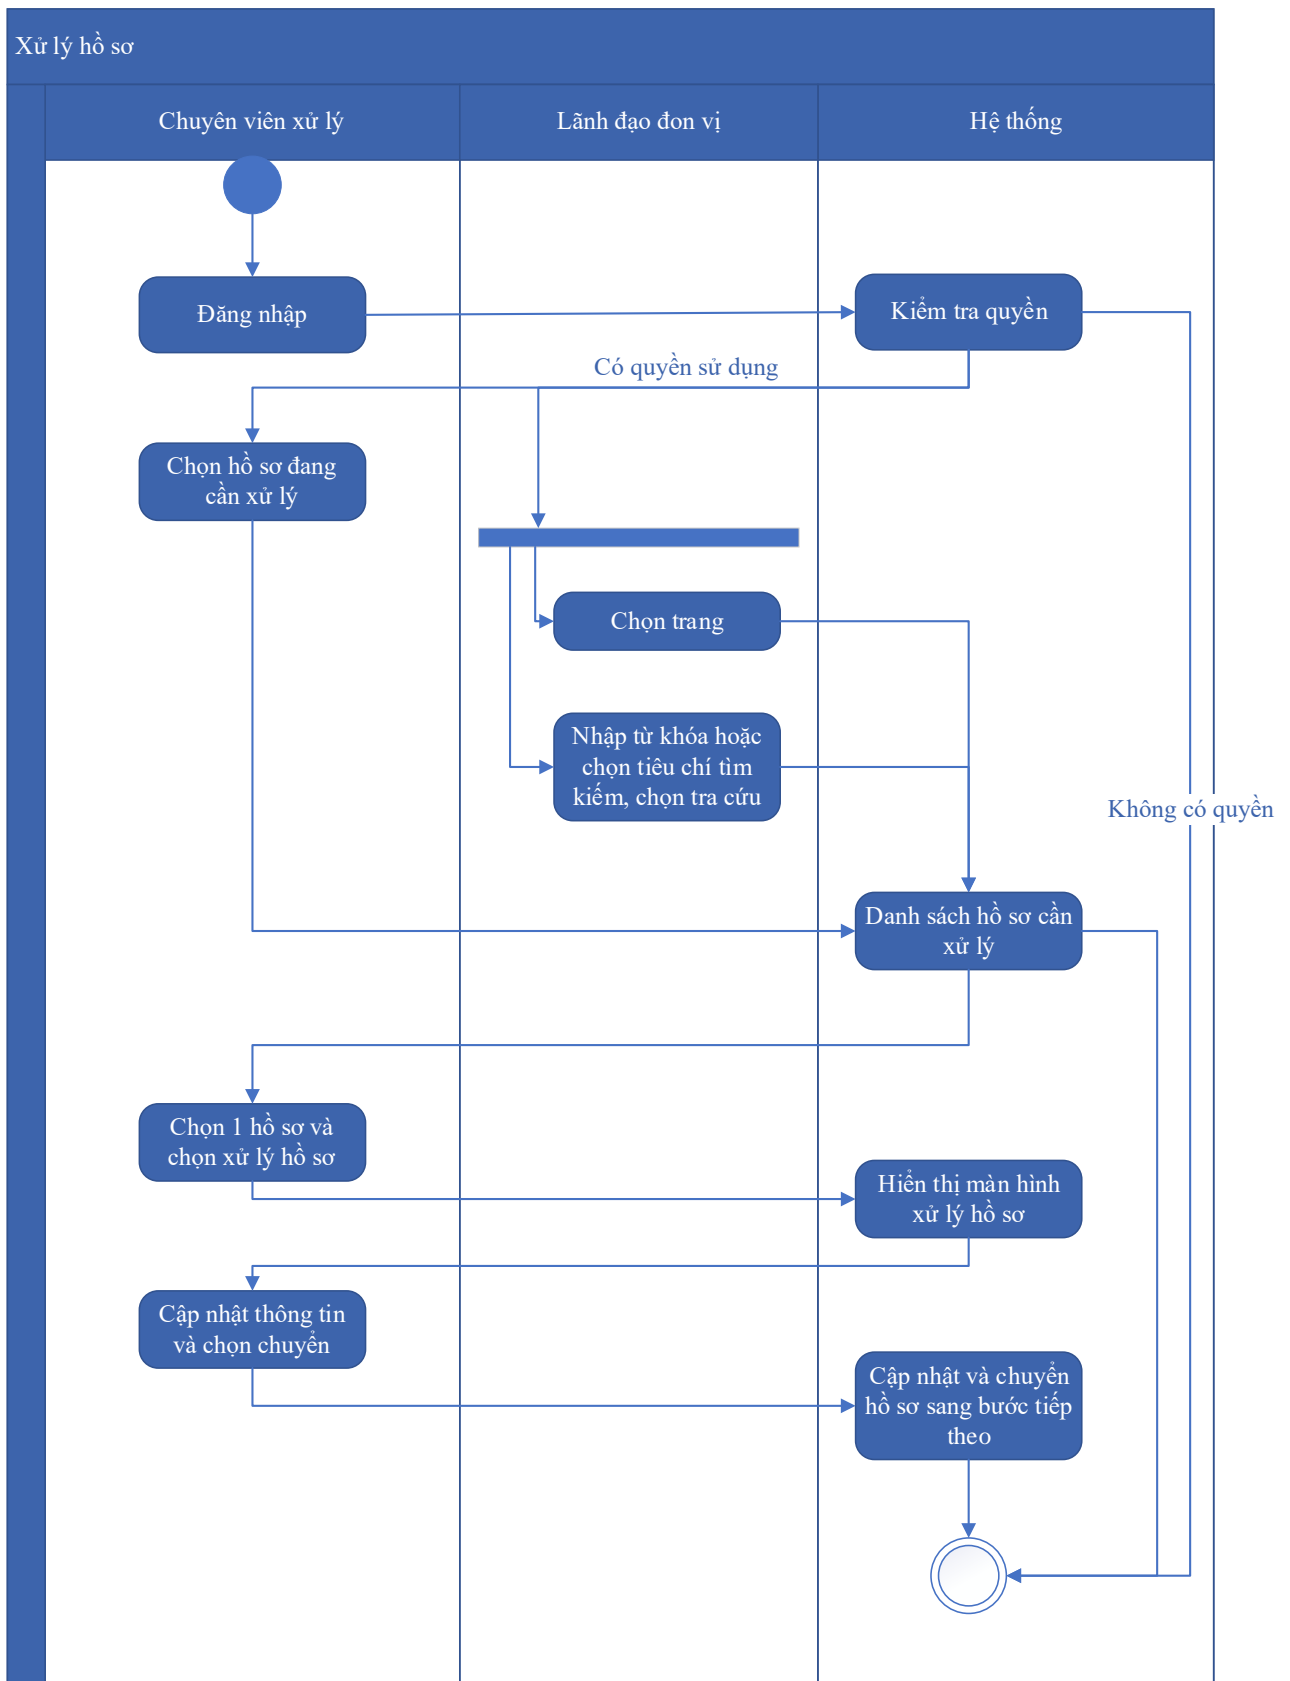 Xử lý hồ sơ
Chuyên viên xử lý
Lãnh đạo đon vị
Hệ thống
Đăng nhập
Kiểm tra quyền
Có quyền sử dụng
Chọn hồ sơ đang
cần xử lý
Chọn trang
Nhập từ khóa hoặc
chọn tiêu chí tìm
kiếm, chọn tra cứu
Không có quyền
Danh sách hồ sơ cần
xử lý
Chọn 1 hồ sơ và
chọn xử lý hồ sơ
Hiển thị màn hình
xử lý hồ sơ
Cập nhật thông tin
và chọn chuyển
Cập nhật và chuyển
hồ sơ sang bước tiếp
theo